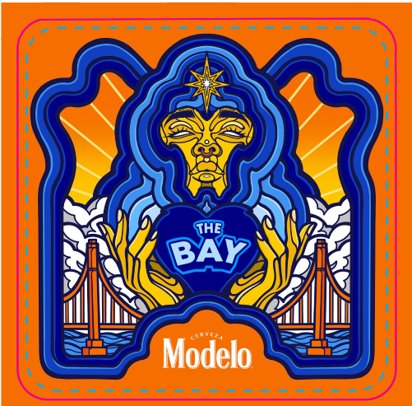 THE
BAY
CERVEZA
Modelo